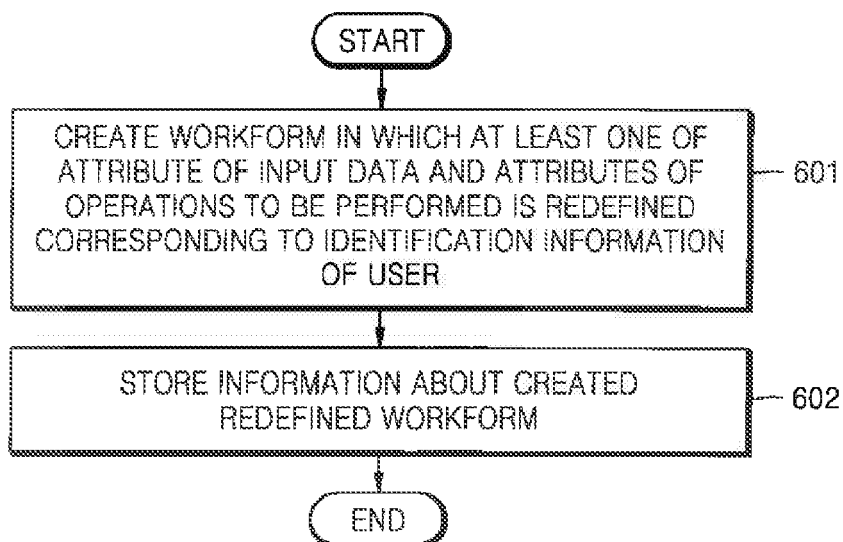 START
CREATE WORKFORM IN WHICH AT LEAST ONE OF
ATTRIBUTE OF INPUT DATA AND ATTRIBUTES OF
OPERATIONS TO BE PERFORMED IS REDEFINED
CORRESPONDING TO IDENTIFICATION INFORMATION
OF USER
601
STORE INFORMATION ABOUT CREATED
REDEFINED WORKFORM
602
END